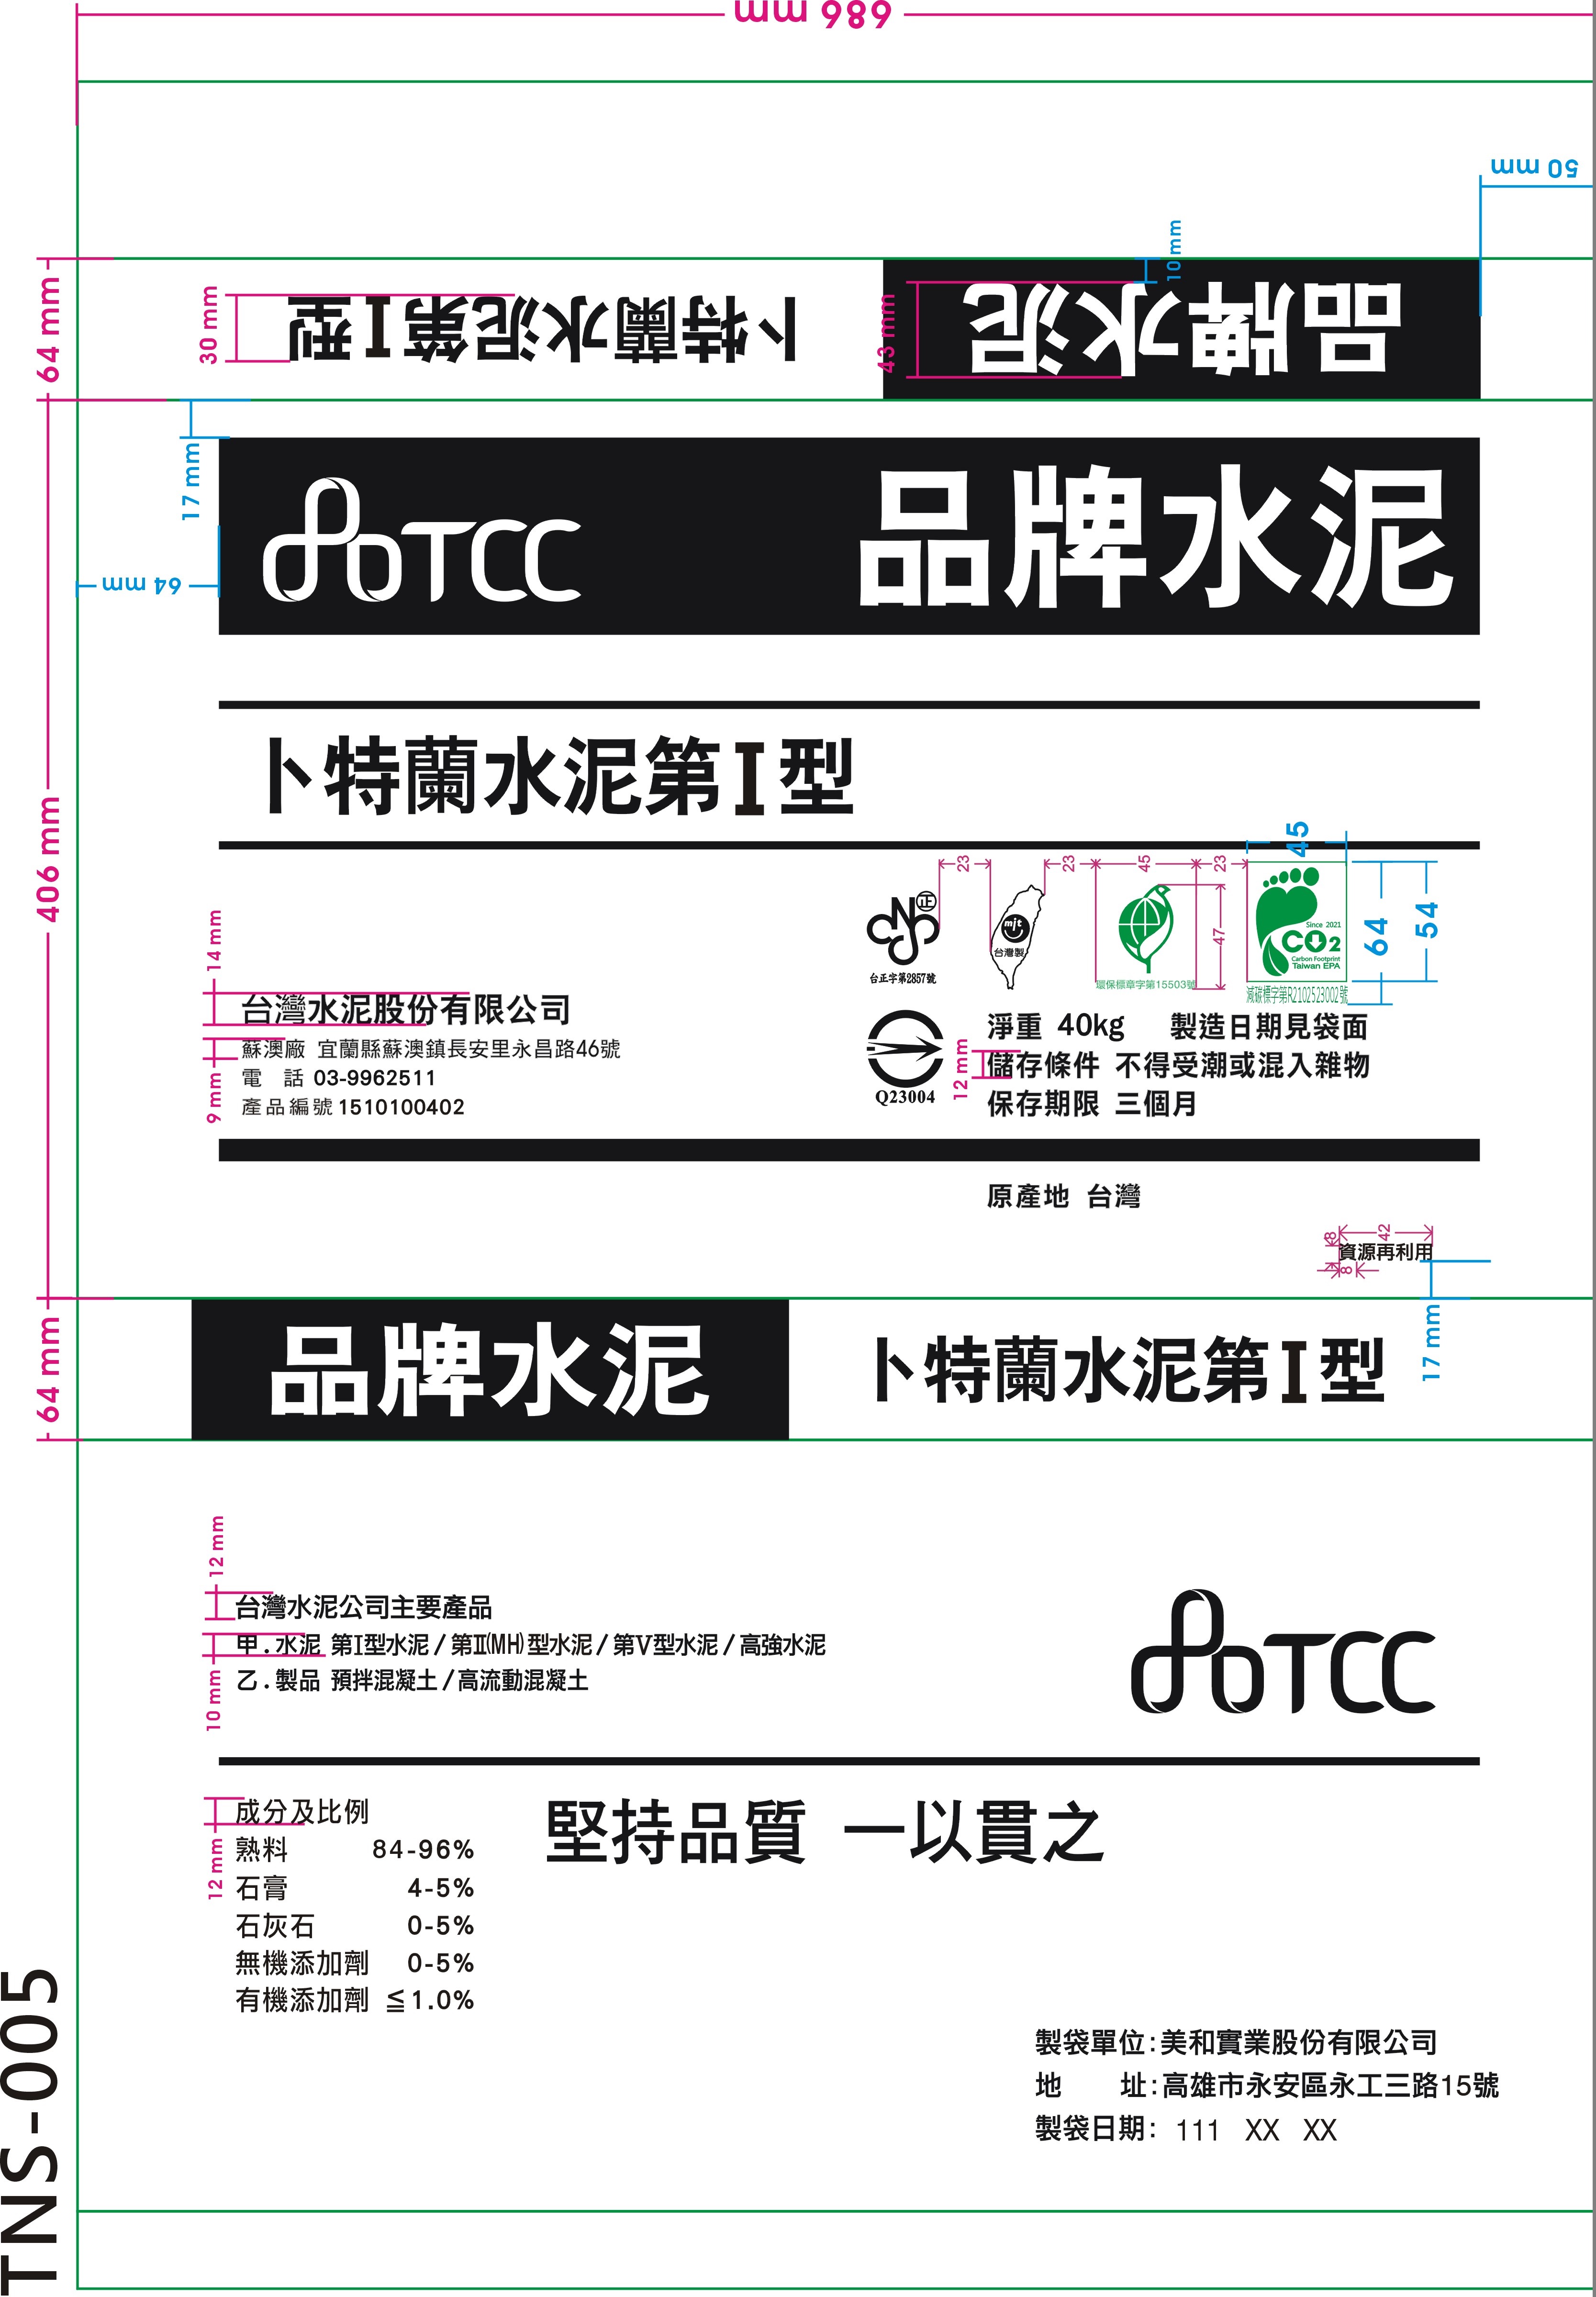 686 mm
50 mm
10 mm
64 mm
30 mm
卜特蘭水泥第I型
43 mm
品牌水泥
17 mm
64 mm
TCC
品牌水泥
406 mm
卜特蘭水泥第I型
45
23
23
45
23
47
64
54
正
CNS
台正字第2857號
mit
台灣製
環保標章字第15503號
Since 2021
CO2
Carbon Footprint
Taiwan EPA
減碳標字第R2102523002號
14 mm
台灣水泥股份有限公司
蘇澳廠 宜蘭縣蘇澳鎮長安里永昌路46號
電 話 03-9962511
產品編號 1510100402
9 mm
Q23004
12 mm
淨重 40kg 製造日期見袋面
儲存條件 不得受潮或混入雜物
保存期限 三個月
原產地 台灣
8
42
資源再利用
8
17 mm
64 mm
品牌水泥
卜特蘭水泥第I型
12 mm
台灣水泥公司主要產品
甲.水泥 第I型水泥/第II(MH)型水泥/第V型水泥/高強水泥
乙.製品 預拌混凝土/高流動混凝土
10 mm
TCC
成分及比例
熟料 84-96%
石膏 4-5%
石灰石 0-5%
無機添加劑 0-5%
有機添加劑 ≦1.0%
12 mm
堅持品質 一以貫之
製袋單位:美和實業股份有限公司
地 址:高雄市永安區永工三路15號
製袋日期: 111 XX XX
TNS-005